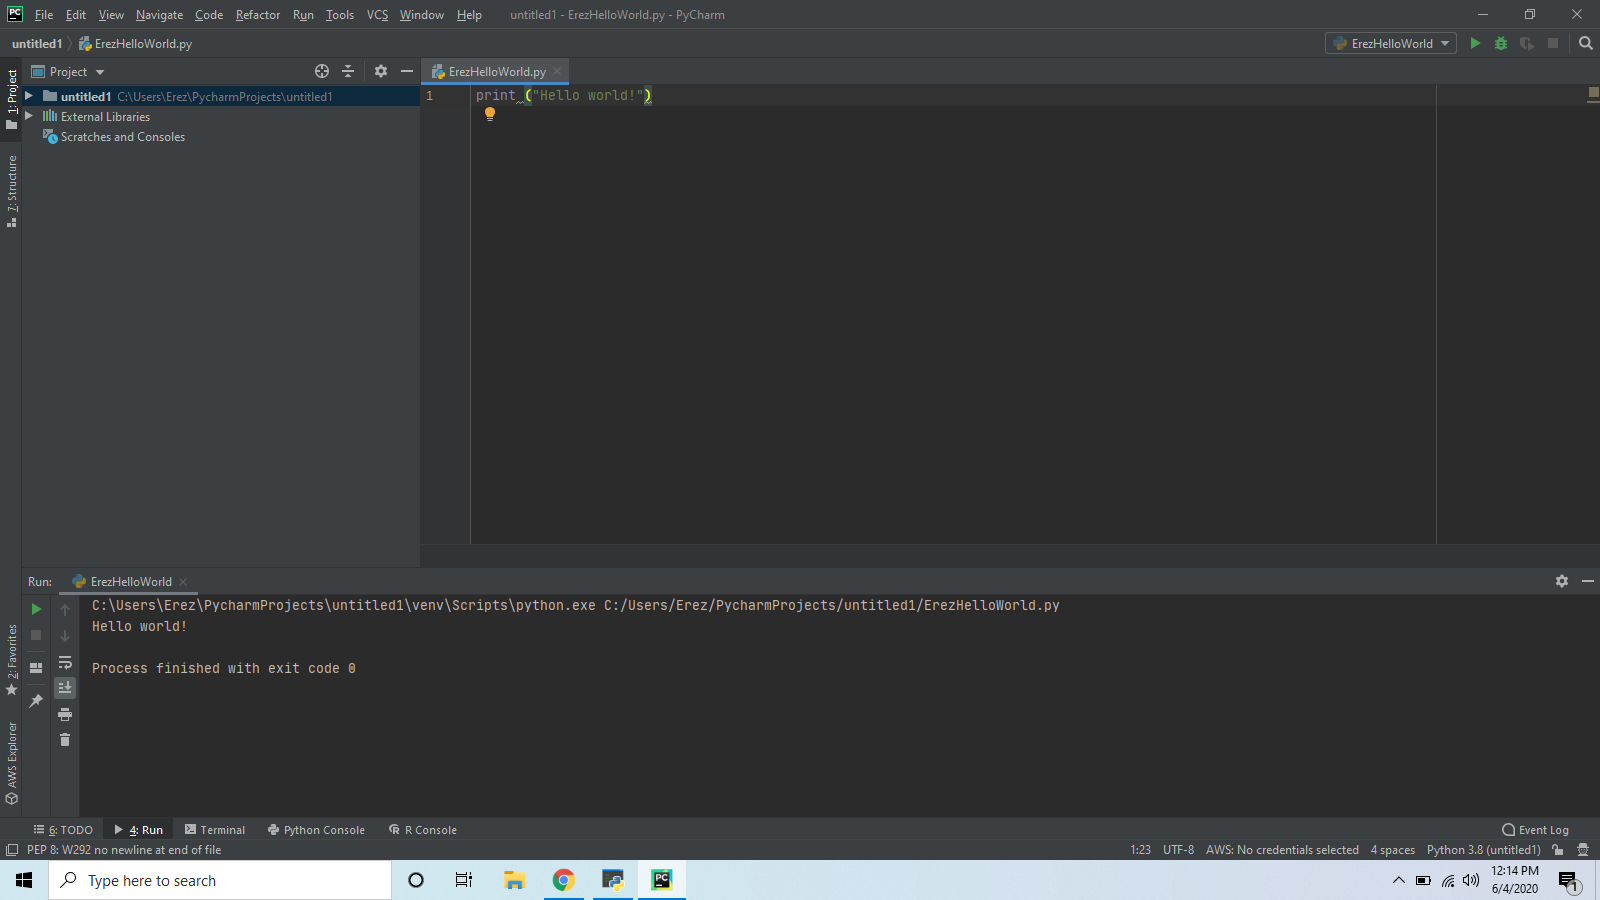 PC File Edit View Navigate Code Refactor Run Tools VCS Window Help untitled1 - ErezHelloWorld.py - PyCharm
untitled1 ErezHelloWorld.py ErezHelloWorld
1: Project
Project
ErezHelloWorld.py
untitled1 C:\Users\Erez\PycharmProjects\untitled1
External Libraries
Scratches and Consoles
7: Structure
1 print ("Hello world!")
Run: ErezHelloWorld
C:\Users\Erez\PycharmProjects\untitled1\venv\Scripts\python.exe C:/Users/Erez/PycharmProjects/untitled1/ErezHelloWorld.py
Hello world!
Process finished with exit code 0
2: Favorites
AWS Explorer
6: TODO 4: Run Terminal Python Console R Console Event Log
PEP 8: W292 no newline at end of file 1:23 UTF-8 AWS: No credentials selected 4 spaces Python 3.8 (untitled1)
Type here to search PC 12:14 PM
6/4/2020 1